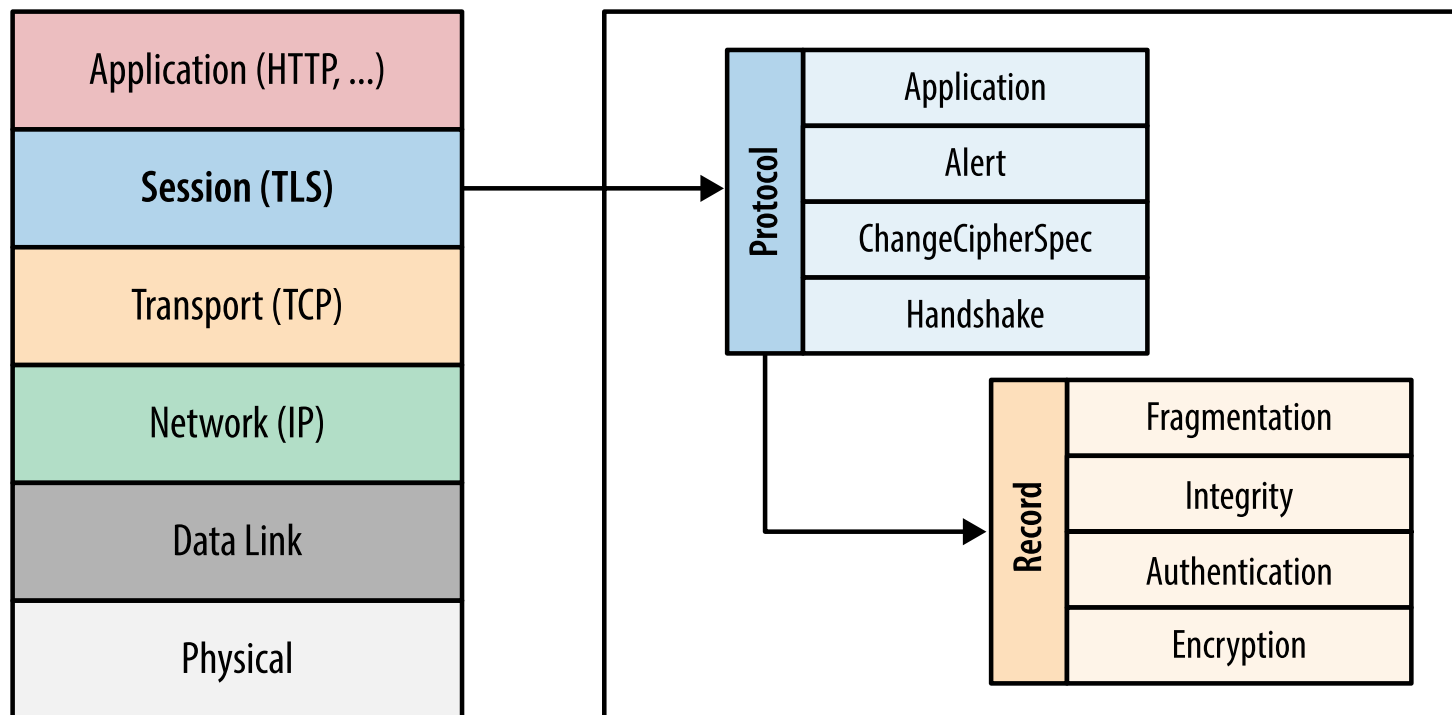 Application (HTTP, ...)
Session (TLS)
Transport (TCP)
Network (IP)
Data Link
Physical
Protocol
Application
Alert
ChangeCipherSpec
Handshake
Record
Fragmentation
Integrity
Authentication
Encryption